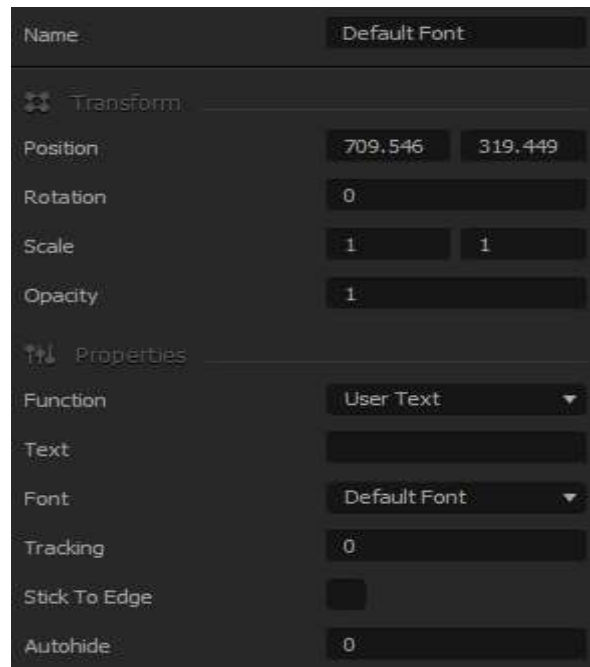 Name Default Font
Transform
Position 709.546 319.449
Rotation 0
Scale 1 1
Opacity 1
Properties
Function User Text
Text
Font Default Font
Tracking 0
Stick To Edge
Autohide 0